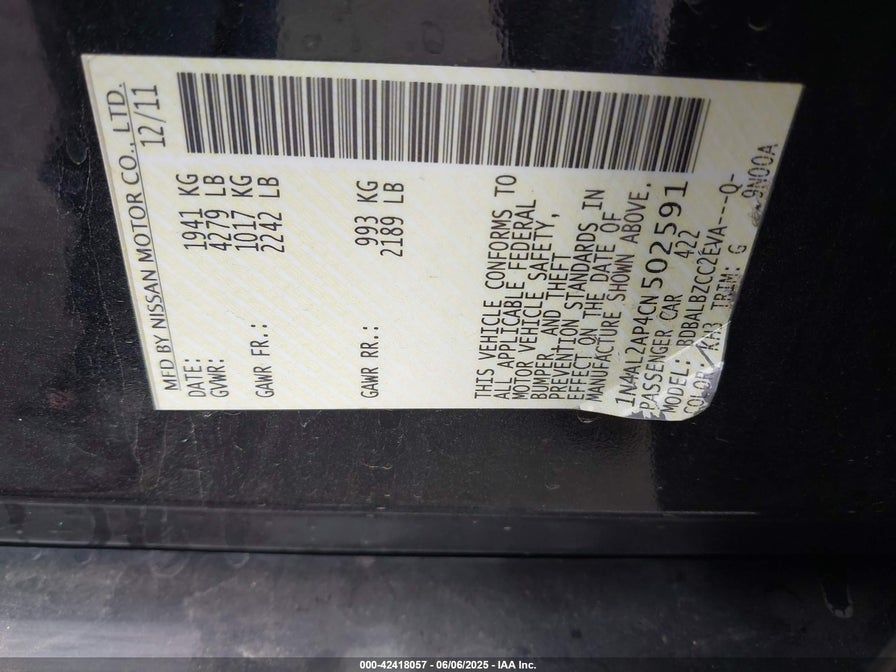 MFD BY NISSAN MOTOR CO., LTD.
DATE: 12/11
GVWR: 1941 KG
4279 LB
GAWR FR.: 1017 KG
2242 LB
GAWR RR.: 993 KG
2189 LB
THIS VEHICLE CONFORMS TO
ALL APPLICABLE FEDERAL
MOTOR VEHICLE SAFETY,
BUMPER, AND THEFT
PREVENTION STANDARDS IN
EFFECT ON THE DATE OF
MANUFACTURE SHOWN ABOVE.
1N4AL2AP4CN502591
PASSENGER CAR 422
MODEL: BDBALBZCC2EVA----Q-
COLOR/KH3 TRIM: G 9N00A
000-42418057 - 06/06/2025 - IAA Inc.